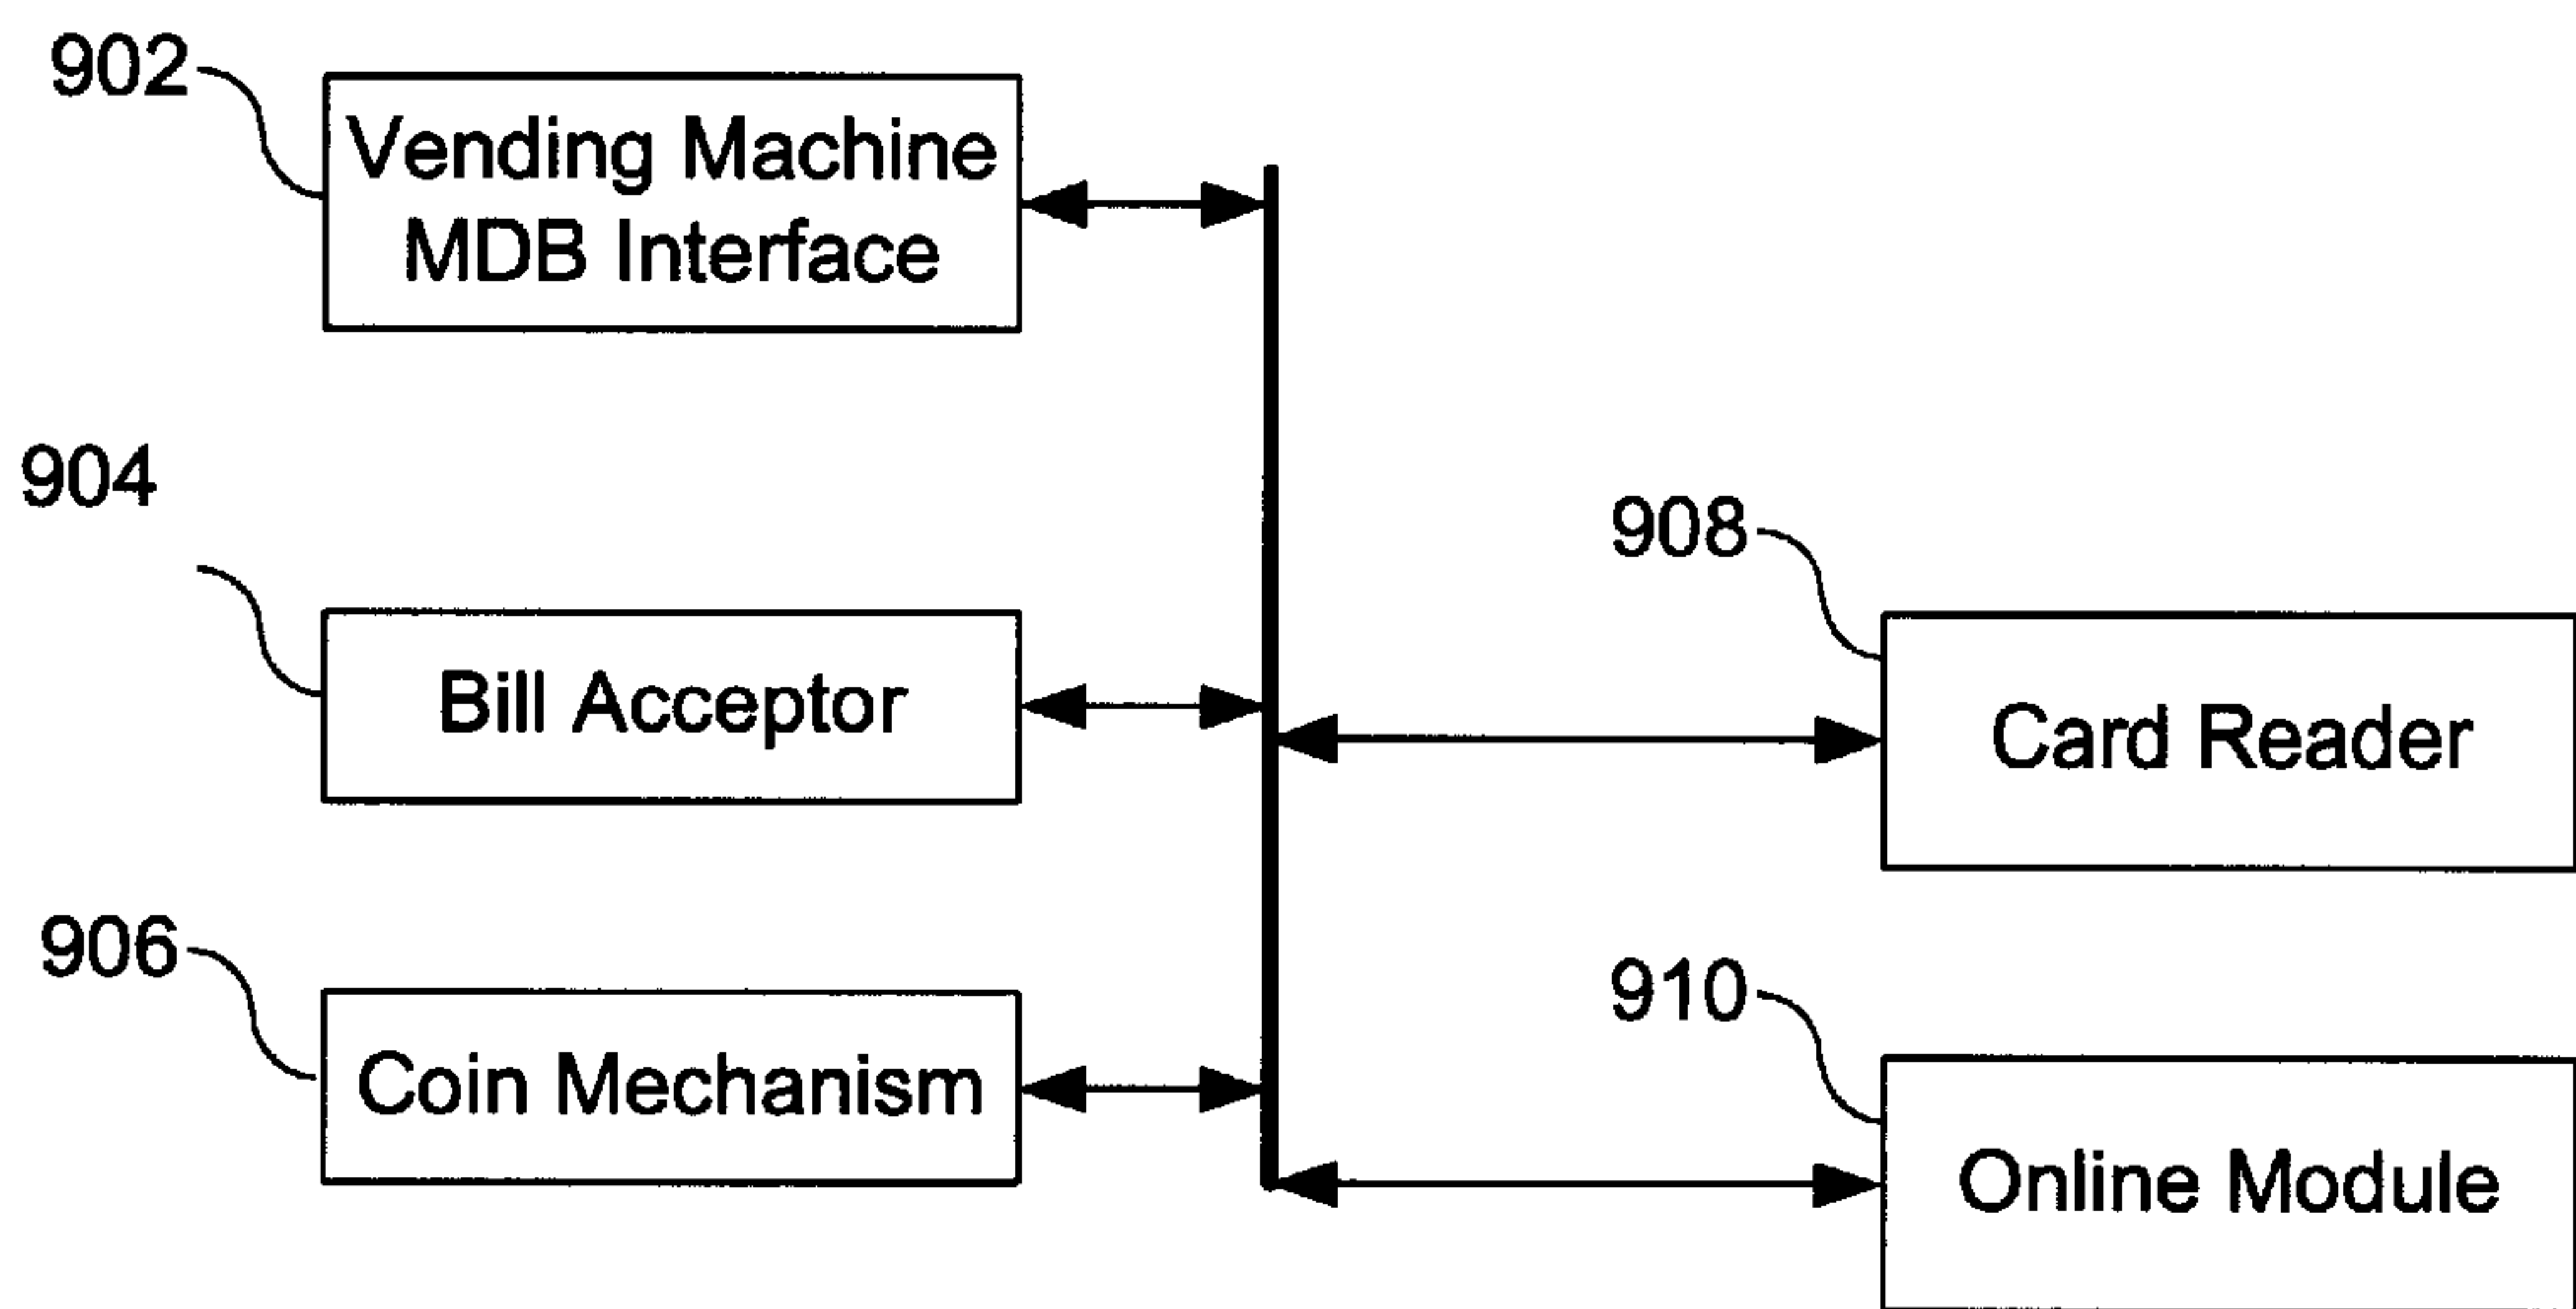 902
Vending Machine
MDB Interface
904
Bill Acceptor
906
Coin Mechanism
908
Card Reader
910
Online Module